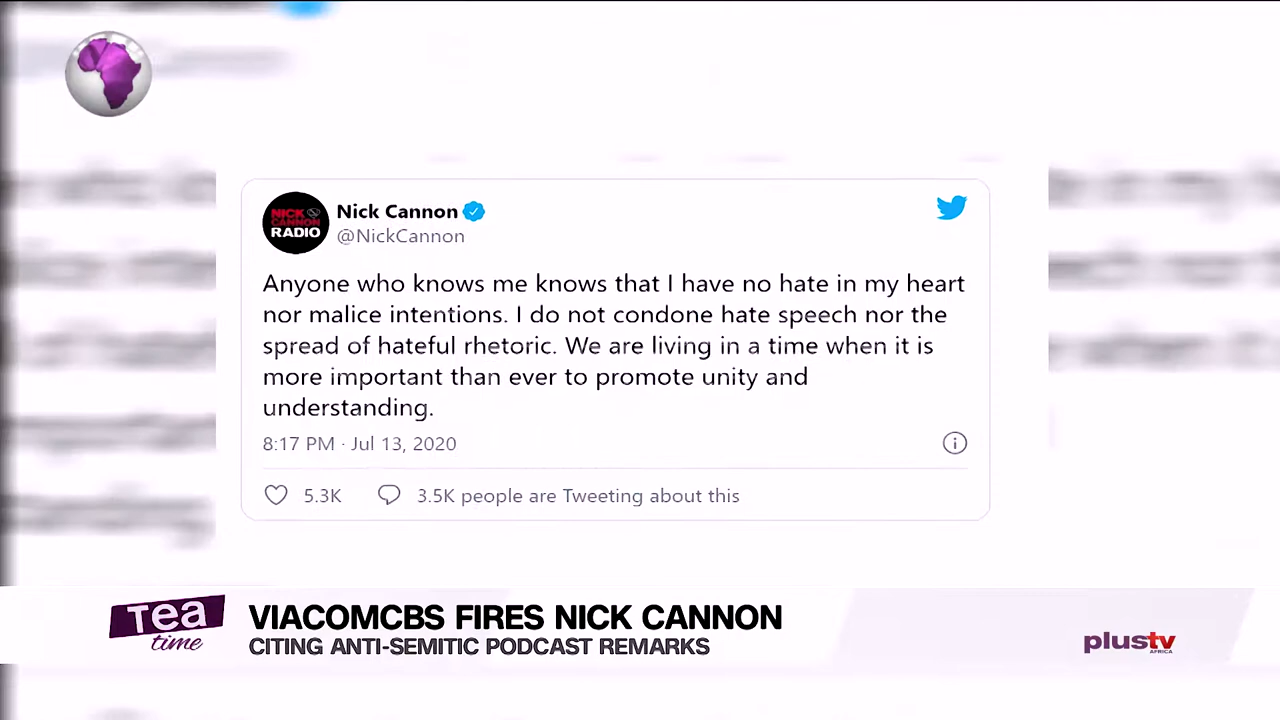 NICK
CANNON
RADIO
Nick Cannon
@NickCannon
Anyone who knows me knows that I have no hate in my heart
nor malice intentions. I do not condone hate speech nor the
spread of hateful rhetoric. We are living in a time when it is
more important than ever to promote unity and
understanding.
8:17 PM · Jul 13, 2020
5.3K 3.5K people are Tweeting about this
Tea
time
VIACOMCBS FIRES NICK CANNON
CITING ANTI-SEMITIC PODCAST REMARKS
plustv
AFRICA